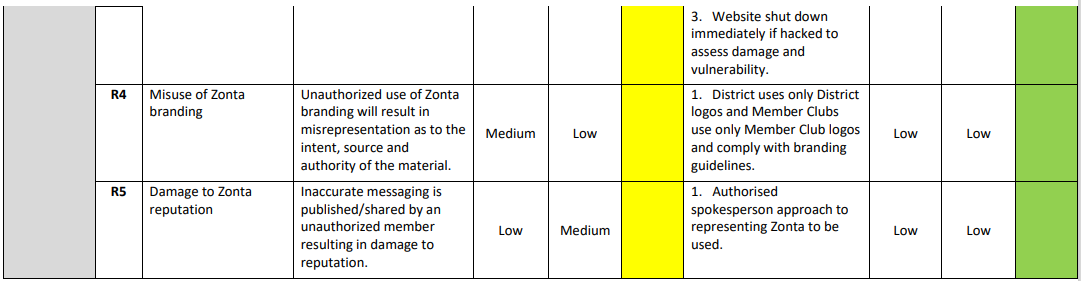 3. Website shut down
immediately if hacked to
assess damage and
vulnerability.
R4
Misuse of Zonta
branding
Unauthorized use of Zonta
branding will result in
misrepresentation as to the
intent, source and
authority of the material.
Medium
Low
1. District uses only District
logos and Member Clubs
use only Member Club logos
and comply with branding
guidelines.
Low
Low
R5
Damage to Zonta
reputation
Inaccurate messaging is
published/shared by an
unauthorized member
resulting in damage to
reputation.
Low
Medium
1. Authorised
spokesperson approach to
representing Zonta to be
used.
Low
Low